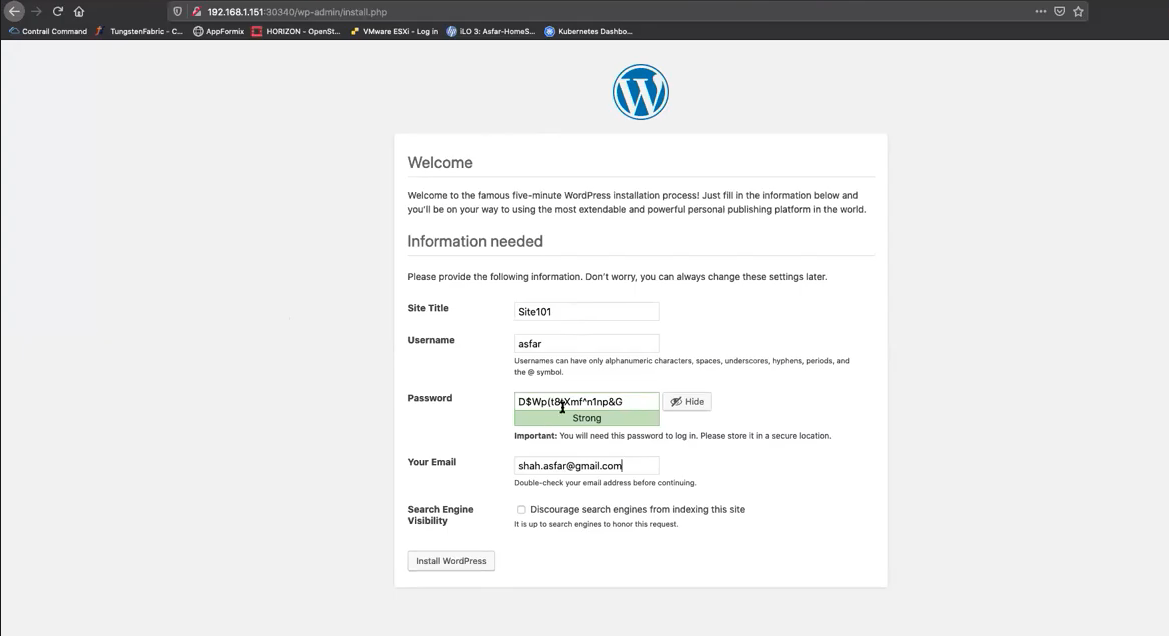 192.168.1.151:30340/wp-admin/install.php
Contrail Command
TungstenFabric - C...
AppFormix
HORIZON - OpenSt...
VMware ESXi - Log in
iLO 3: Asfar-HomeS...
Kubernetes Dashbo...
Welcome
Welcome to the famous five-minute WordPress installation process! Just fill in the information below and
you'll be on your way to using the most extendable and powerful personal publishing platform in the world.
Information needed
Please provide the following information. Don't worry, you can always change these settings later.
Site Title
Site101
Username
asfar
Usernames can have only alphanumeric characters, spaces, underscores, hyphens, periods, and
the @ symbol.
Password
Hide
Strong
Important: You will need this password to log in. Please store it in a secure location.
Your Email
shah.asfar@gmail.com
Double-check your email address before continuing.
Search Engine
Visibility
Discourage search engines from indexing this site
It is up to search engines to honor this request.
Install WordPress